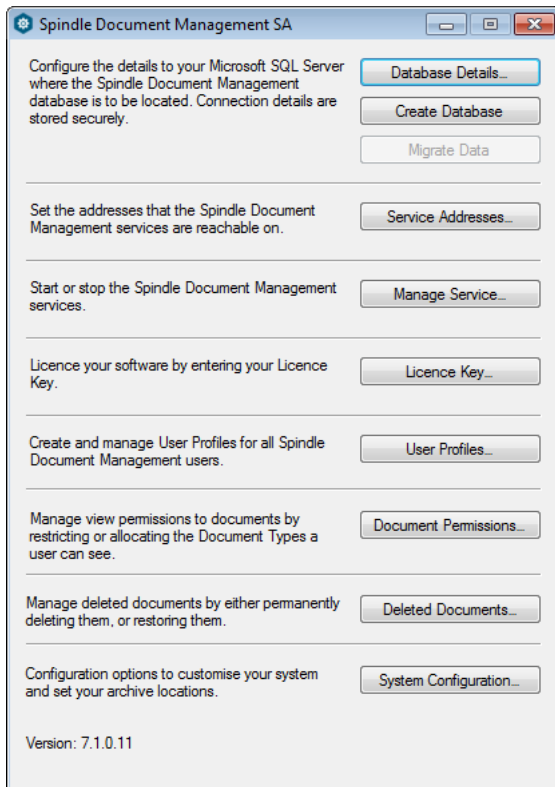 Spindle Document Management SA
Configure the details to your Microsoft SQL Server
where the Spindle Document Management
database is to be located. Connection details are
stored securely.
Database Details...
Create Database
Migrate Data
Set the addresses that the Spindle Document
Management services are reachable on.
Service Addresses...
Start or stop the Spindle Document Management
services.
Manage Service...
Licence your software by entering your Licence
Key.
Licence Key...
Create and manage User Profiles for all Spindle
Document Management users.
User Profiles...
Manage view permissions to documents by
restricting or allocating the Document Types a
user can see.
Document Permissions...
Manage deleted documents by either permanently
deleting them, or restoring them.
Deleted Documents...
Configuration options to customise your system
and set your archive locations.
System Configuration...
Version: 7.1.0.11